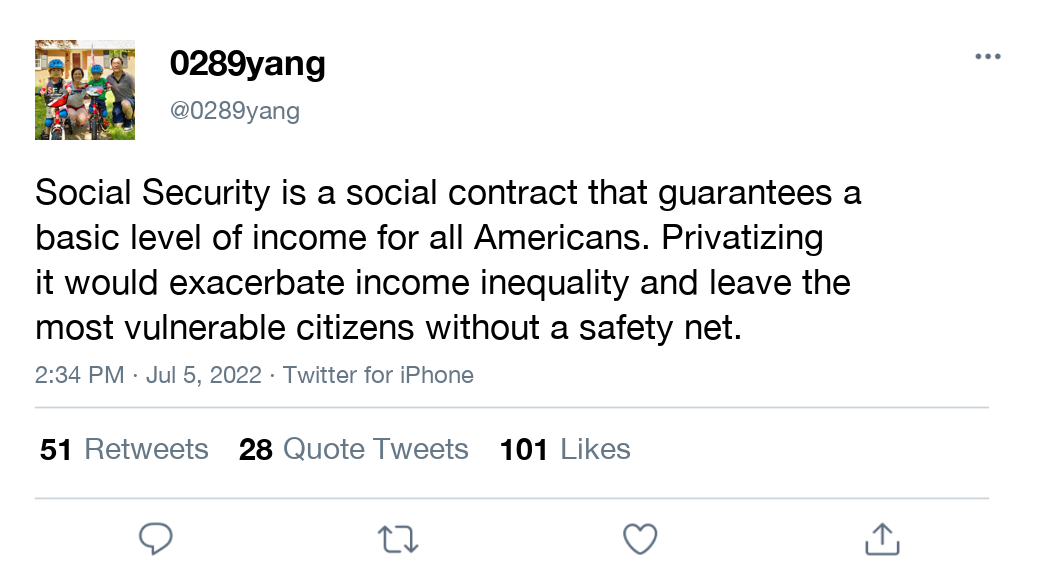 0289yang
@0289yang
Social Security is a social contract that guarantees a
basic level of income for all Americans. Privatizing
it would exacerbate income inequality and leave the
most vulnerable citizens without a safety net.
2:34 PM · Jul 5, 2022 · Twitter for iPhone
51 Retweets 28 Quote Tweets 101 Likes